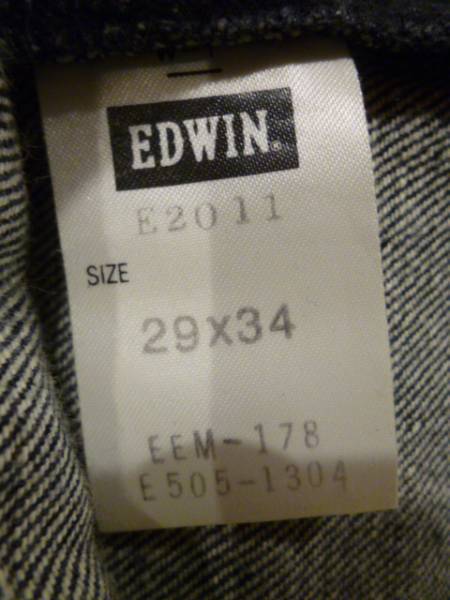 EDWIN.
E2011
SIZE
29X34
EEM-178
E505-1304